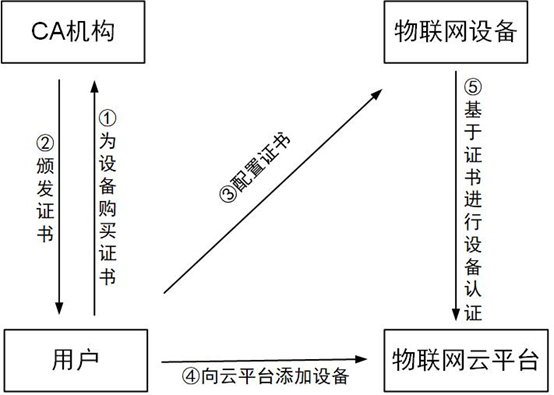 CA机构
物联网设备
①为设备购买证书
②颁发证书
③配置证书
⑤基于证书进行设备认证
用户
④向云平台添加设备
物联网云平台